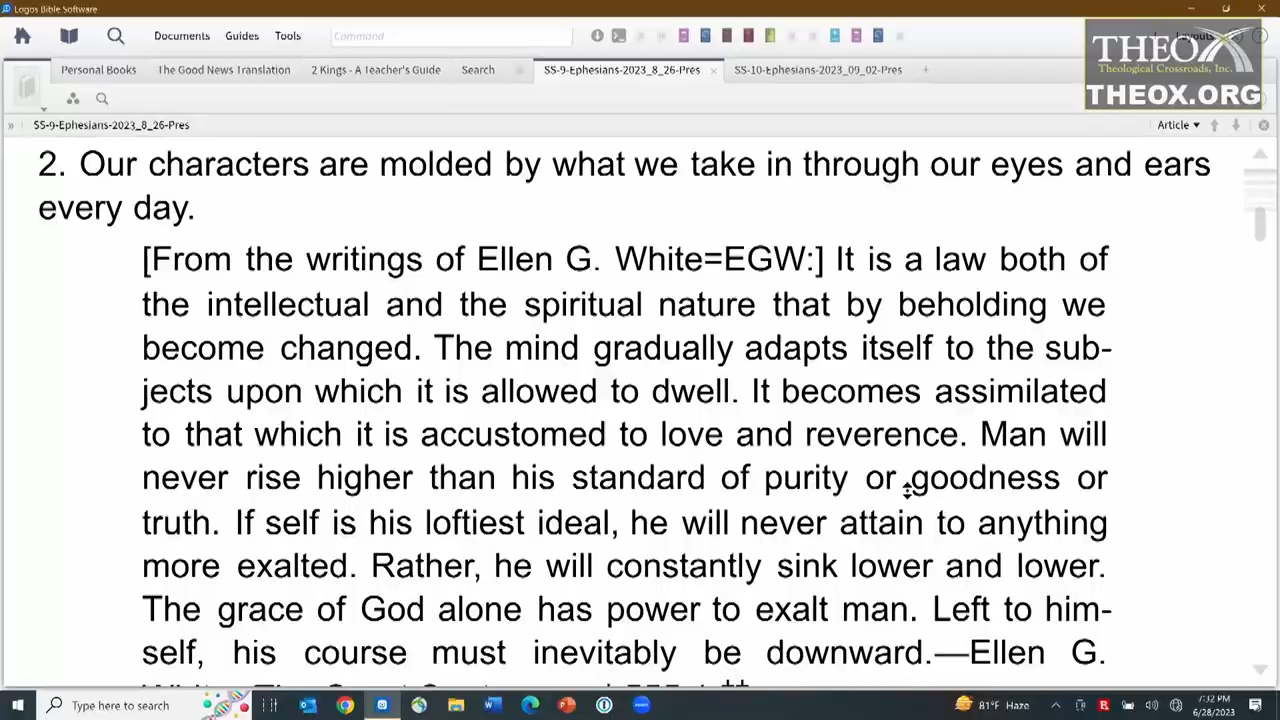 Logos Bible Software
Documents Guides Tools Command
THEOX
Theological Crossroads, Inc.
THEOX.ORG
Personal Books The Good News Translation 2 Kings - A Teacher's Gui SS-9-Ephesians-2023_8_26-Pres SS-10-Ephesians-2023_09_02-Pres
SS-9-Ephesians-2023_8_26-Pres Article
2. Our characters are molded by what we take in through our eyes and ears
every day.
[From the writings of Ellen G. White=EGW:] It is a law both of
the intellectual and the spiritual nature that by beholding we
become changed. The mind gradually adapts itself to the sub-
jects upon which it is allowed to dwell. It becomes assimilated
to that which it is accustomed to love and reverence. Man will
never rise higher than his standard of purity or goodness or
truth. If self is his loftiest ideal, he will never attain to anything
more exalted. Rather, he will constantly sink lower and lower.
The grace of God alone has power to exalt man. Left to him-
self, his course must inevitably be downward.—Ellen G.
Type here to search 81°F Haze 7:32 PM
6/28/2023